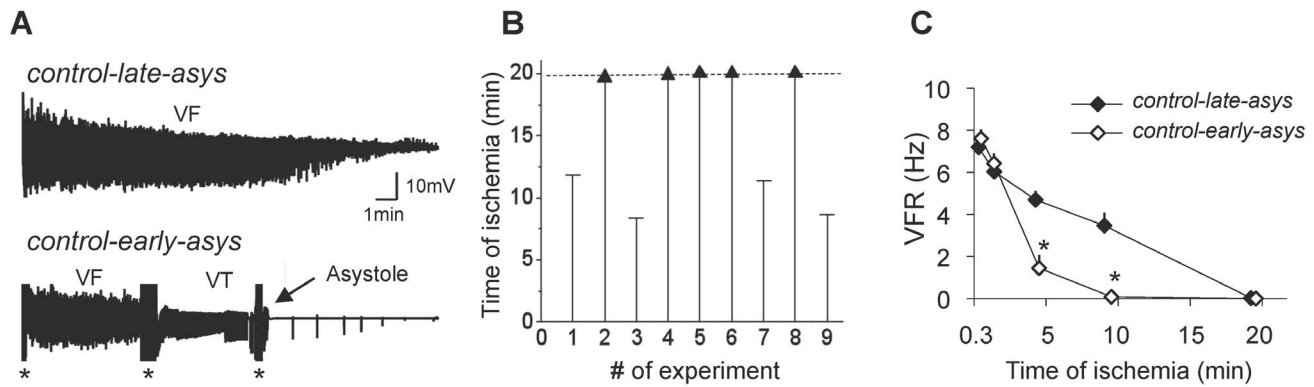 A
control-late-asys
VF
10mV
1min
control-early-asys
VF
VT
Asystole
* * *
B
Time of ischemia (min)
20
15
10
5
0
0 1 2 3 4 5 6 7 8 9
# of experiment
C
VFR (Hz)
10
8
6
4
2
0
control-late-asys
control-early-asys
*
*
0.3 5 10 15 20
Time of ischemia (min)